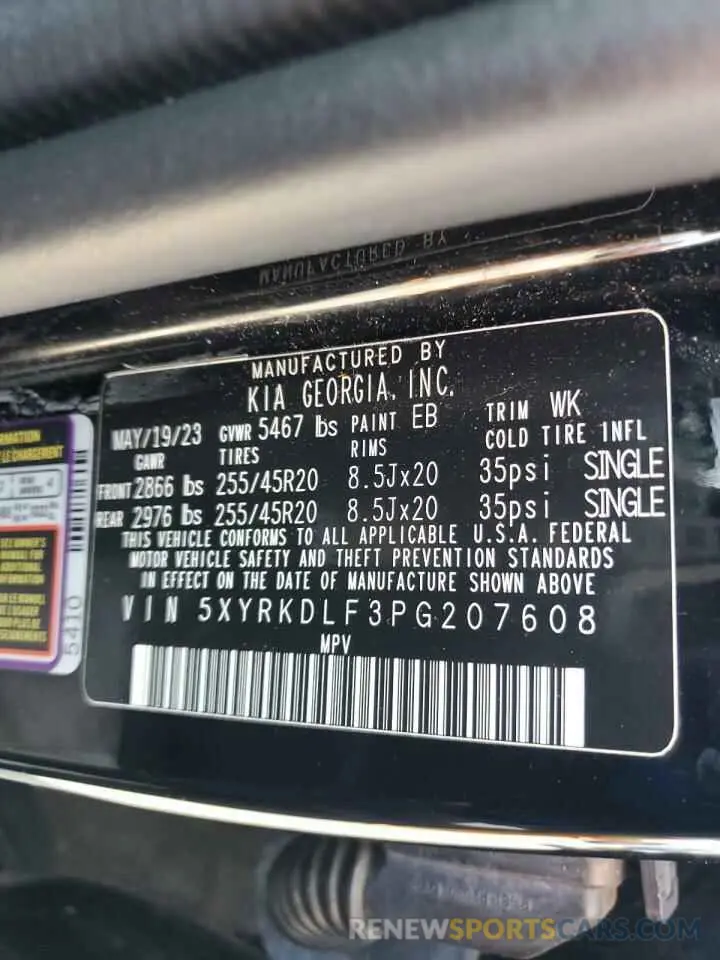 MANUFACTURED BY
MANUFACTURED BY
KIA GEORGIA, INC.
MAY/19/23 GVWR 5467 lbs PAINT EB TRIM WK
GAWR TIRES RIMS COLD TIRE INFL
FRONT 2866 lbs 255/45R20 8.5Jx20 35psi SINGLE
REAR 2976 lbs 255/45R20 8.5Jx20 35psi SINGLE
THIS VEHICLE CONFORMS TO ALL APPLICABLE U.S.A. FEDERAL
MOTOR VEHICLE SAFETY AND THEFT PREVENTION STANDARDS
IN EFFECT ON THE DATE OF MANUFACTURE SHOWN ABOVE
VIN 5XYRKDLF3PG207608
MPV
5410
RENEWSPORTSCARS.COM